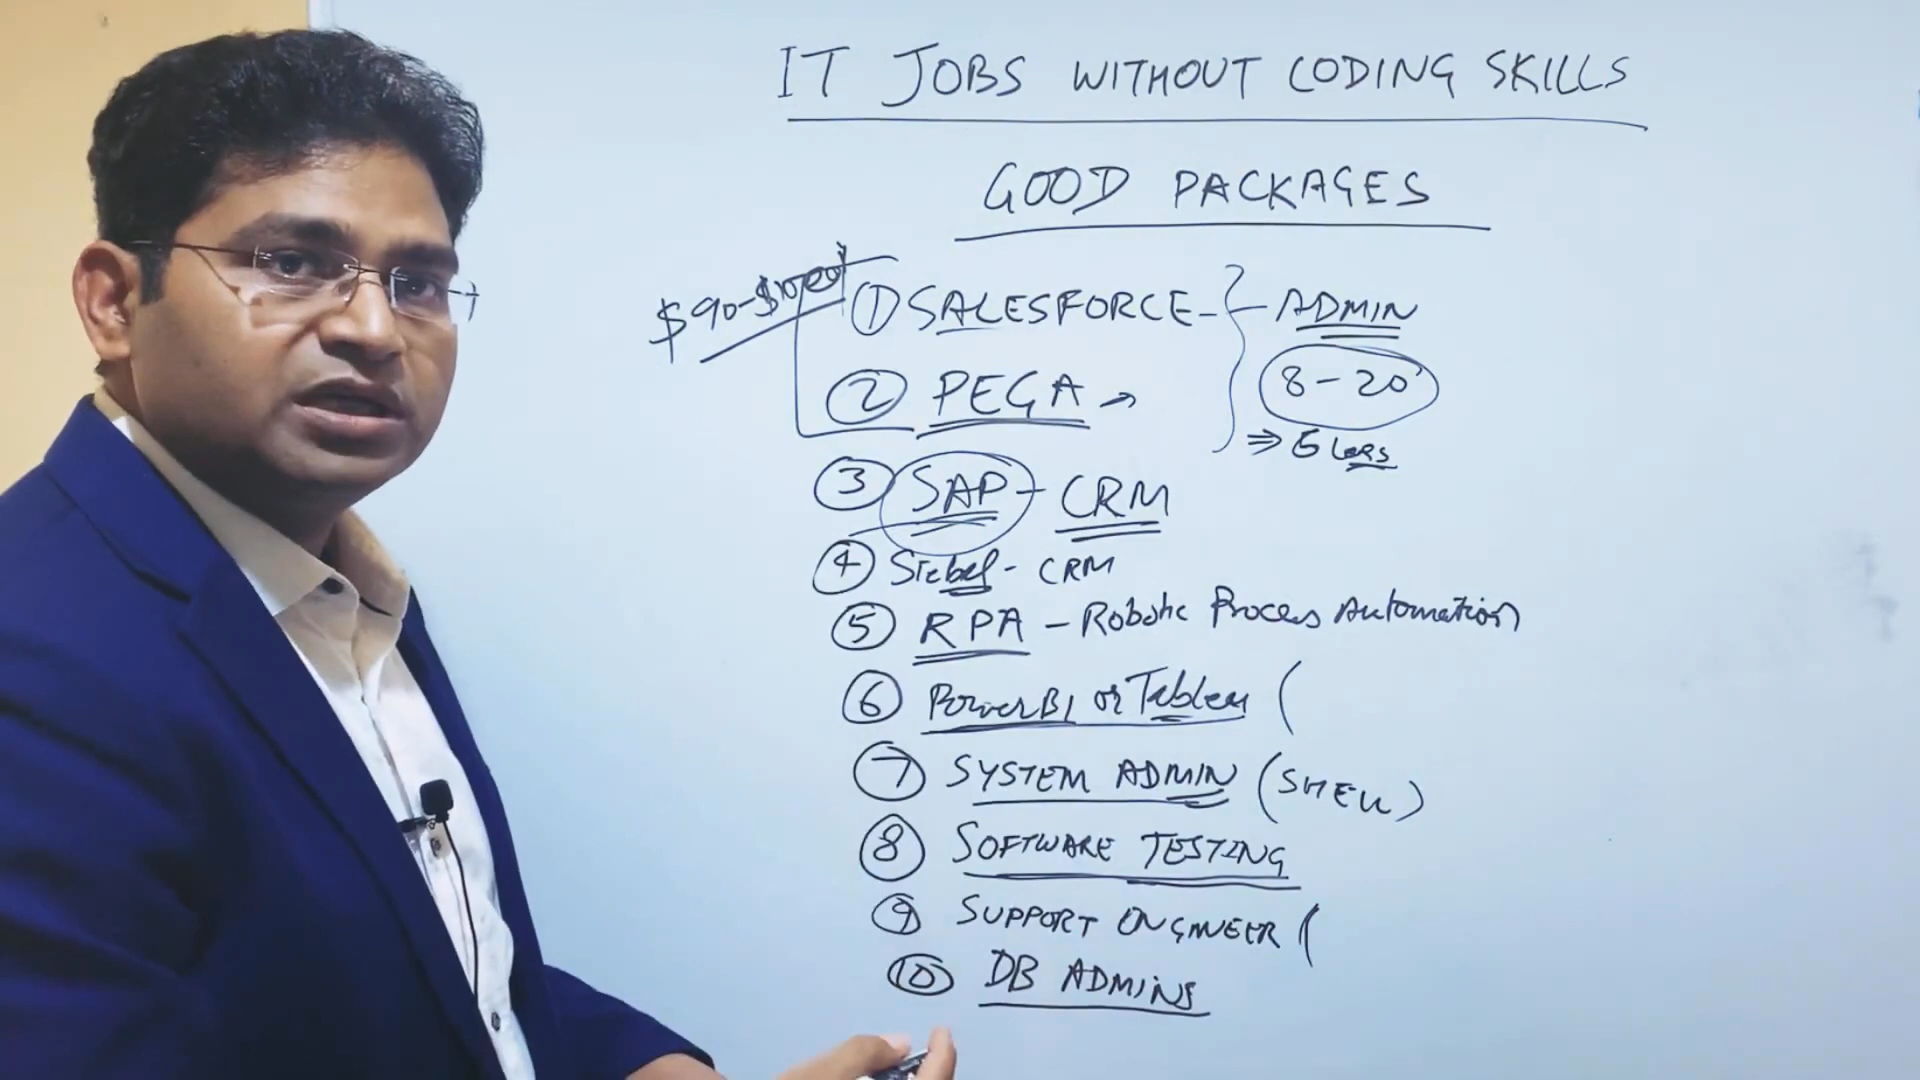 IT JOBS WITHOUT CODING SKILLS
GOOD PACKAGES
① SALESFORCE - ADMIN
8-20
② PEGA →
⇒ 5 Lacs
③ SAP - CRM
④ Siebel - CRM
⑤ RPA - Robotic Process Automation
⑥ PowerBI or Tableu (
⑦ SYSTEM ADMIN (SHELL)
⑧ SOFTWARE TESTING
⑨ SUPPORT ENGINEER (
⑩ DB ADMINS